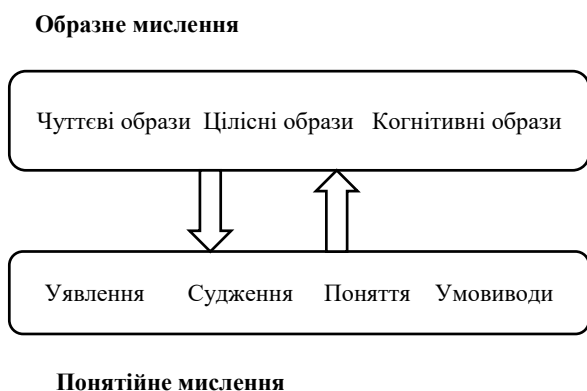 Образне мислення
Чуттєві образи Цілісні образи Когнітивні образи
Уявлення Судження Поняття Умовиводи
Понятійне мислення